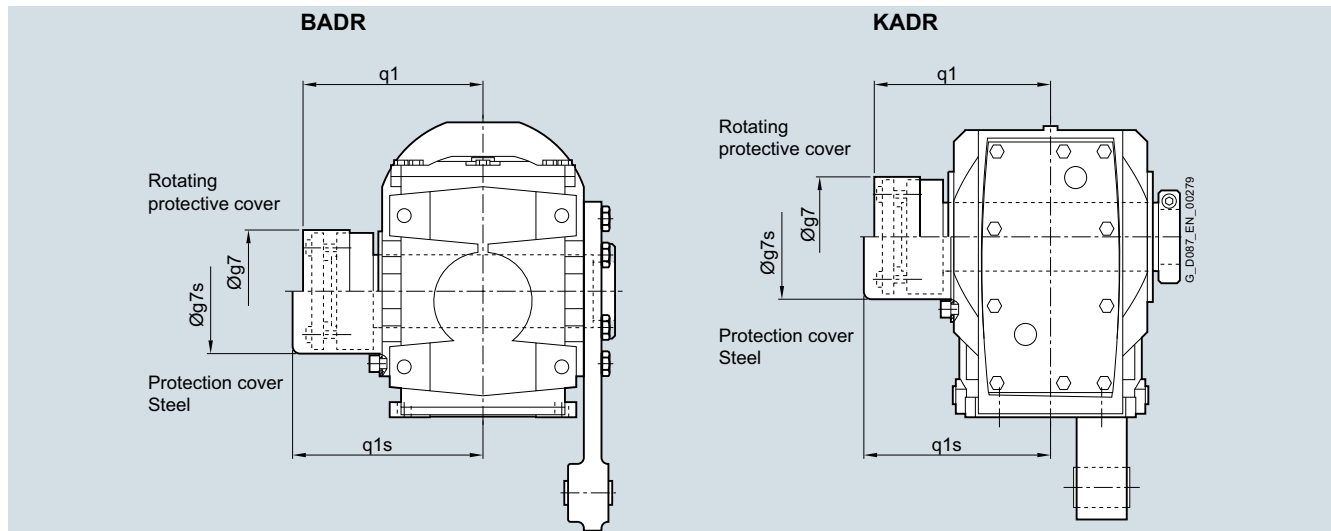 BADR
q1
Rotating
protective cover
Øg7s
Øg7
Protection cover
Steel
q1s
KADR
q1
Rotating
protective cover
Øg7s
Øg7
Protection cover
Steel
q1s
G_D087_EN_00279